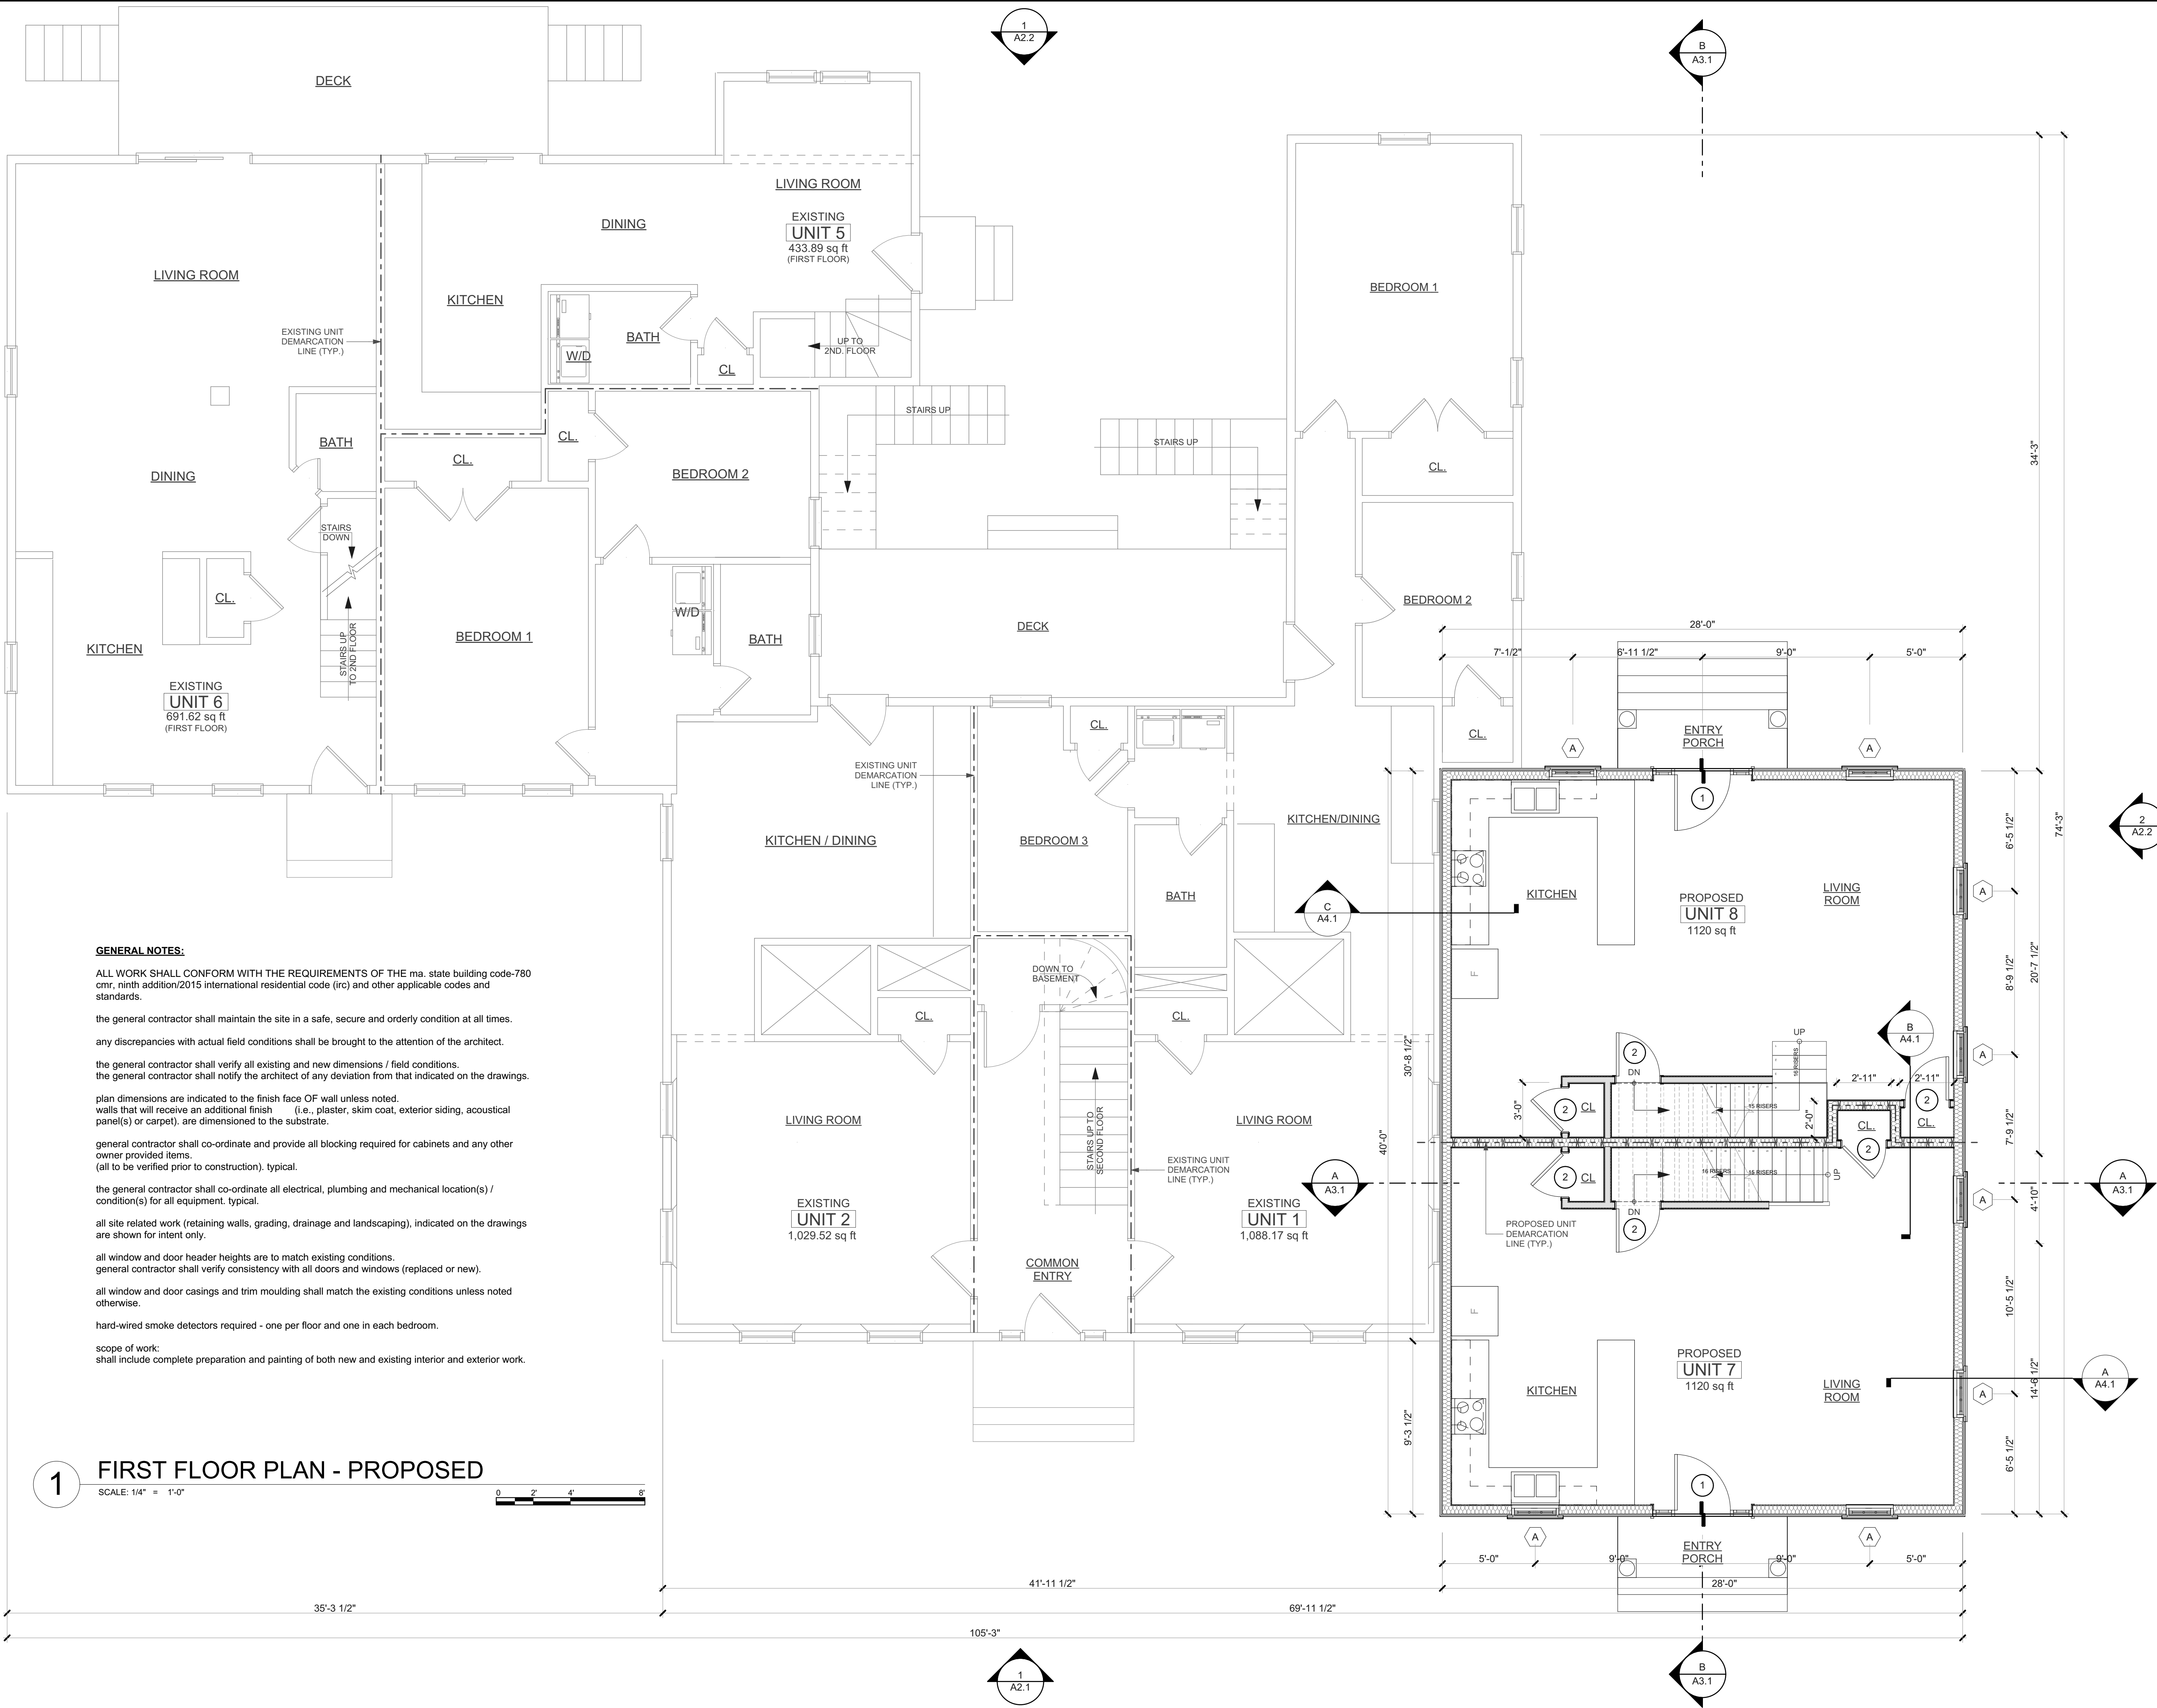 1
A2.2
B
A3.1
DECK
LIVING ROOM
DINING
EXISTING
UNIT 5
433.89 sq ft
(FIRST FLOOR)
LIVING ROOM
KITCHEN
BEDROOM 1
EXISTING UNIT
DEMARCATION
LINE (TYP.)
BATH
W/D
CL
UP TO
2ND. FLOOR
STAIRS UP
STAIRS UP
BATH
CL.
CL.
CL.
DINING
BEDROOM 2
34'-3"
STAIRS
DOWN
CL.
BEDROOM 2
W/D
BEDROOM 1
BATH
DECK
KITCHEN
STAIRS UP
TO 2ND FLOOR
28'-0"
7'-1/2"
6'-11 1/2"
9'-0"
5'-0"
EXISTING
UNIT 6
691.62 sq ft
(FIRST FLOOR)
CL.
CL.
ENTRY
PORCH
A
A
EXISTING UNIT
DEMARCATION
LINE (TYP.)
1
KITCHEN / DINING
BEDROOM 3
KITCHEN/DINING
6'-5 1/2"
74'-3"
2
A2.2
BATH
C
A4.1
KITCHEN
PROPOSED
UNIT 8
1120 sq ft
LIVING
ROOM
A
F
8'-9 1/2"
20'-7 1/2"
GENERAL NOTES:
ALL WORK SHALL CONFORM WITH THE REQUIREMENTS OF THE ma. state building code-780
cmr, ninth addition/2015 international residential code (irc) and other applicable codes and
standards.
the general contractor shall maintain the site in a safe, secure and orderly condition at all times.
any discrepancies with actual field conditions shall be brought to the attention of the architect.
the general contractor shall verify all existing and new dimensions / field conditions.
the general contractor shall notify the architect of any deviation from that indicated on the drawings.
plan dimensions are indicated to the finish face OF wall unless noted.
walls that will receive an additional finish (i.e., plaster, skim coat, exterior siding, acoustical
panel(s) or carpet). are dimensioned to the substrate.
general contractor shall co-ordinate and provide all blocking required for cabinets and any other
owner provided items.
(all to be verified prior to construction). typical.
the general contractor shall co-ordinate all electrical, plumbing and mechanical location(s) /
condition(s) for all equipment. typical.
all site related work (retaining walls, grading, drainage and landscaping), indicated on the drawings
are shown for intent only.
all window and door header heights are to match existing conditions.
general contractor shall verify consistency with all doors and windows (replaced or new).
all window and door casings and trim moulding shall match the existing conditions unless noted
otherwise.
hard-wired smoke detectors required - one per floor and one in each bedroom.
scope of work:
shall include complete preparation and painting of both new and existing interior and exterior work.
DOWN TO
BASEMENT
CL.
CL.
UP
B
A4.1
30'-8 1/2"
40'-0"
2
DN
16 RISERS
2'-11"
2'-11"
A
3'-0"
2
CL
15 RISERS
2'-0"
CL.
2
CL.
2
7'-9 1/2"
LIVING ROOM
STAIRS UP TO
SECOND FLOOR
LIVING ROOM
EXISTING UNIT
DEMARCATION
LINE (TYP.)
A
A3.1
2
CL
16 RISERS
15 RISERS
UP
DN
2
A
4'-10"
A
A3.1
EXISTING
UNIT 2
1,029.52 sq ft
EXISTING
UNIT 1
1,088.17 sq ft
PROPOSED UNIT
DEMARCATION
LINE (TYP.)
COMMON
ENTRY
F
10'-5 1/2"
PROPOSED
UNIT 7
1120 sq ft
KITCHEN
LIVING
ROOM
A
14'-6 1/2"
A
A4.1
9'-3 1/2"
6'-5 1/2"
1
1
FIRST FLOOR PLAN - PROPOSED
SCALE: 1/4" = 1'-0"
0 2' 4' 8'
A
A
ENTRY
PORCH
5'-0"
9'-0"
9'-0"
5'-0"
41'-11 1/2"
28'-0"
35'-3 1/2"
69'-11 1/2"
105'-3"
1
A2.1
B
A3.1